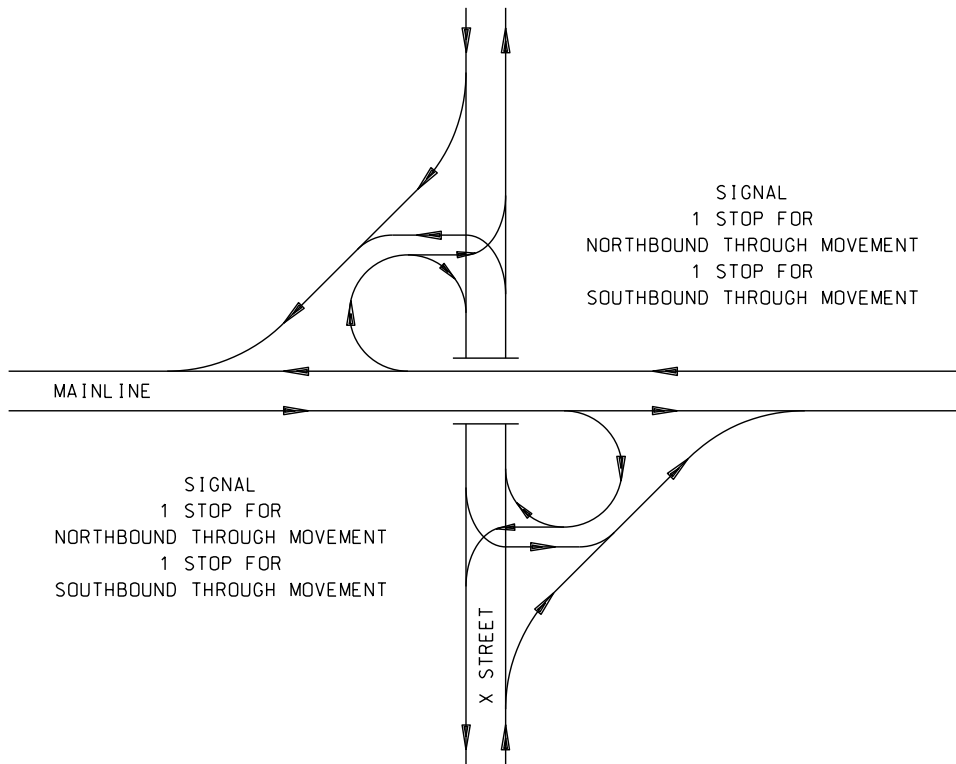 SIGNAL
1 STOP FOR
NORTHBOUND THROUGH MOVEMENT
1 STOP FOR
SOUTHBOUND THROUGH MOVEMENT
MAINLINE
SIGNAL
1 STOP FOR
NORTHBOUND THROUGH MOVEMENT
1 STOP FOR
SOUTHBOUND THROUGH MOVEMENT
X STREET